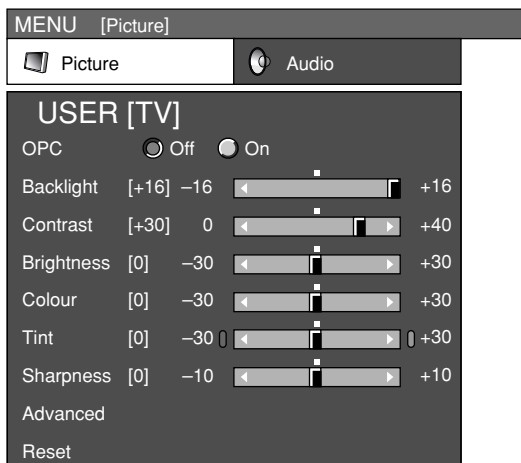 MENU [Picture]
Picture Audio
USER [TV]
OPC Off On
Backlight [+16] –16 +16
Contrast [+30] 0 +40
Brightness [0] –30 +30
Colour [0] –30 +30
Tint [0] –30 +30
Sharpness [0] –10 +10
Advanced
Reset